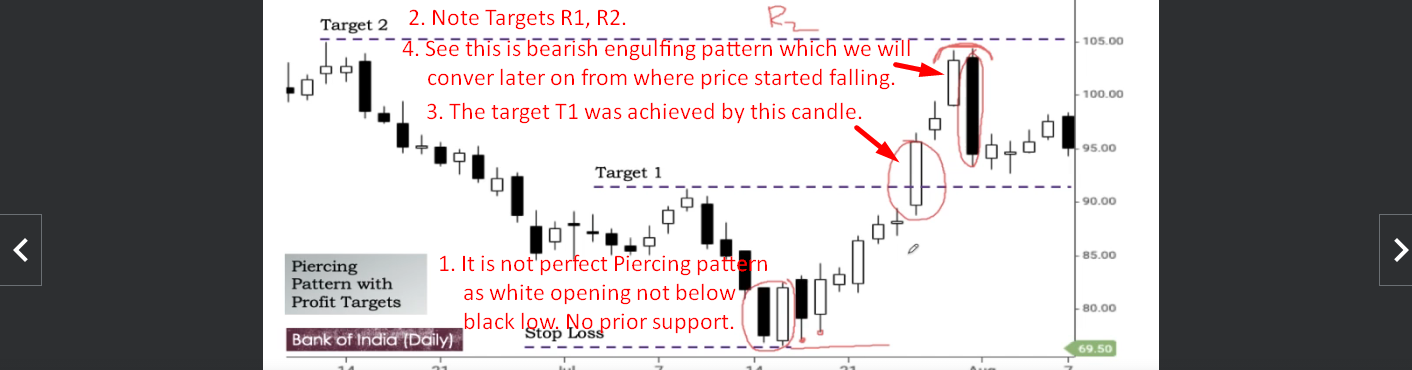 Target 2
2. Note Targets R1, R2.
R2
105.00
4. See this is bearish engulfing pattern which we will
conver later on from where price started falling.
100.00
3. The target T1 was achieved by this candle.
95.00
Target 1
90.00
85.00
Piercing
Pattern with
Profit Targets
1. It is not perfect Piercing pattern
as white opening not below
black low. No prior support.
80.00
Stop Loss
Bank of India (Daily)
69.50
14
21
Jul
7
14
21
Aug
7